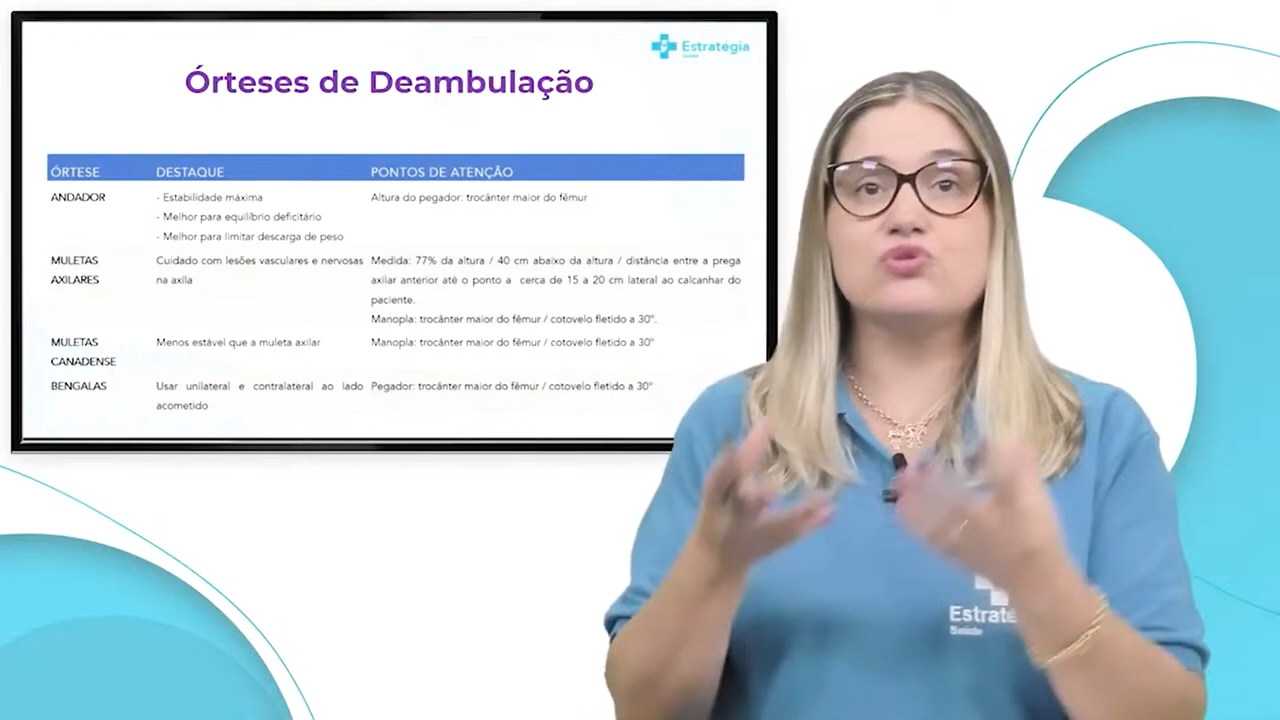 Estratégia
Saúde
Órteses de Deambulação
ÓRTESE DESTAQUE PONTOS DE ATENÇÃO
ANDADOR - Estabilidade máxima Altura do pegador: trocânter maior do fêmur
- Melhor para equilíbrio deficitário
- Melhor para limitar descarga de peso
MULETAS Cuidado com lesões vasculares e nervosas Medida: 77% da altura / 40 cm abaixo da altura / distância entre a prega
AXILARES na axila axilar anterior até o ponto a cerca de 15 a 20 cm lateral ao calcanhar do
paciente.
Manopla: trocânter maior do fêmur / cotovelo fletido a 30º.
MULETAS Menos estável que a muleta axilar Manopla: trocânter maior do fêmur / cotovelo fletido a 30º
CANADENSE
BENGALAS Usar unilateral e contralateral ao lado Pegador: trocânter maior do fêmur / cotovelo fletido a 30º
acometido
Estraté
Saúde